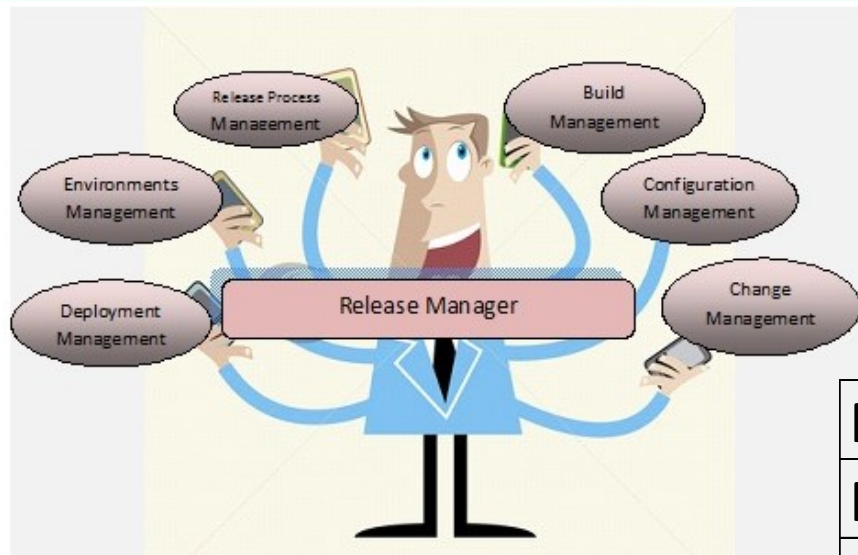 Release Process
Management
Build
Management
Environments
Management
Configuration
Management
Release Manager
Deployment
Management
Change
Management